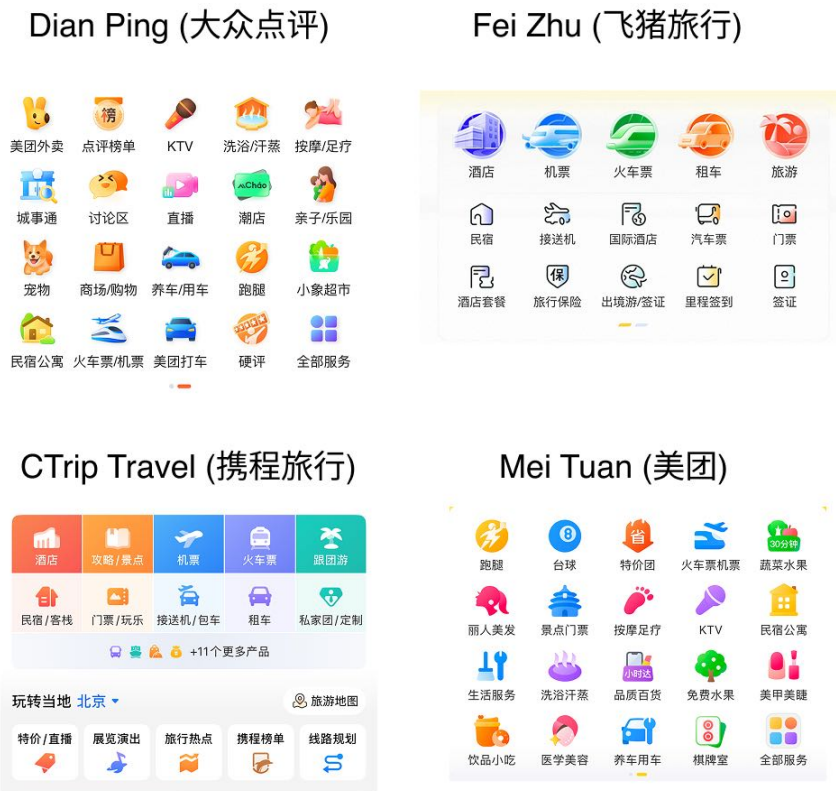 Dian Ping (大众点评)
美团外卖 点评榜单 KTV 洗浴/汗蒸 按摩/足疗
榜
城事通 讨论区 直播 潮店 亲子/乐园
Chǎo
宠物 商场/购物 养车/用车 跑腿 小象超市
民宿公寓 火车票/机票 美团打车 硬评 全部服务
Fei Zhu (飞猪旅行)
酒店 机票 火车票 租车 旅游
民宿 接送机 国际酒店 汽车票 门票
保
酒店套餐 旅行保险 出境游/签证 里程签到 签证
CTrip Travel (携程旅行)
酒店 攻略/景点 机票 火车票 跟团游
民宿/客栈 门票/玩乐 接送机/包车 租车 私家团/定制
+11个更多产品
玩转当地 北京 旅游地图
特价/直播 展览演出 旅行热点 携程榜单 线路规划
Mei Tuan (美团)
8 省 30分钟
跑腿 台球 特价团 火车票机票 蔬菜水果
丽人美发 景点门票 按摩足疗 KTV 民宿公寓
小时达
生活服务 洗浴汗蒸 品质百货 免费水果 美甲美睫
饮品小吃 医学美容 养车用车 棋牌室 全部服务